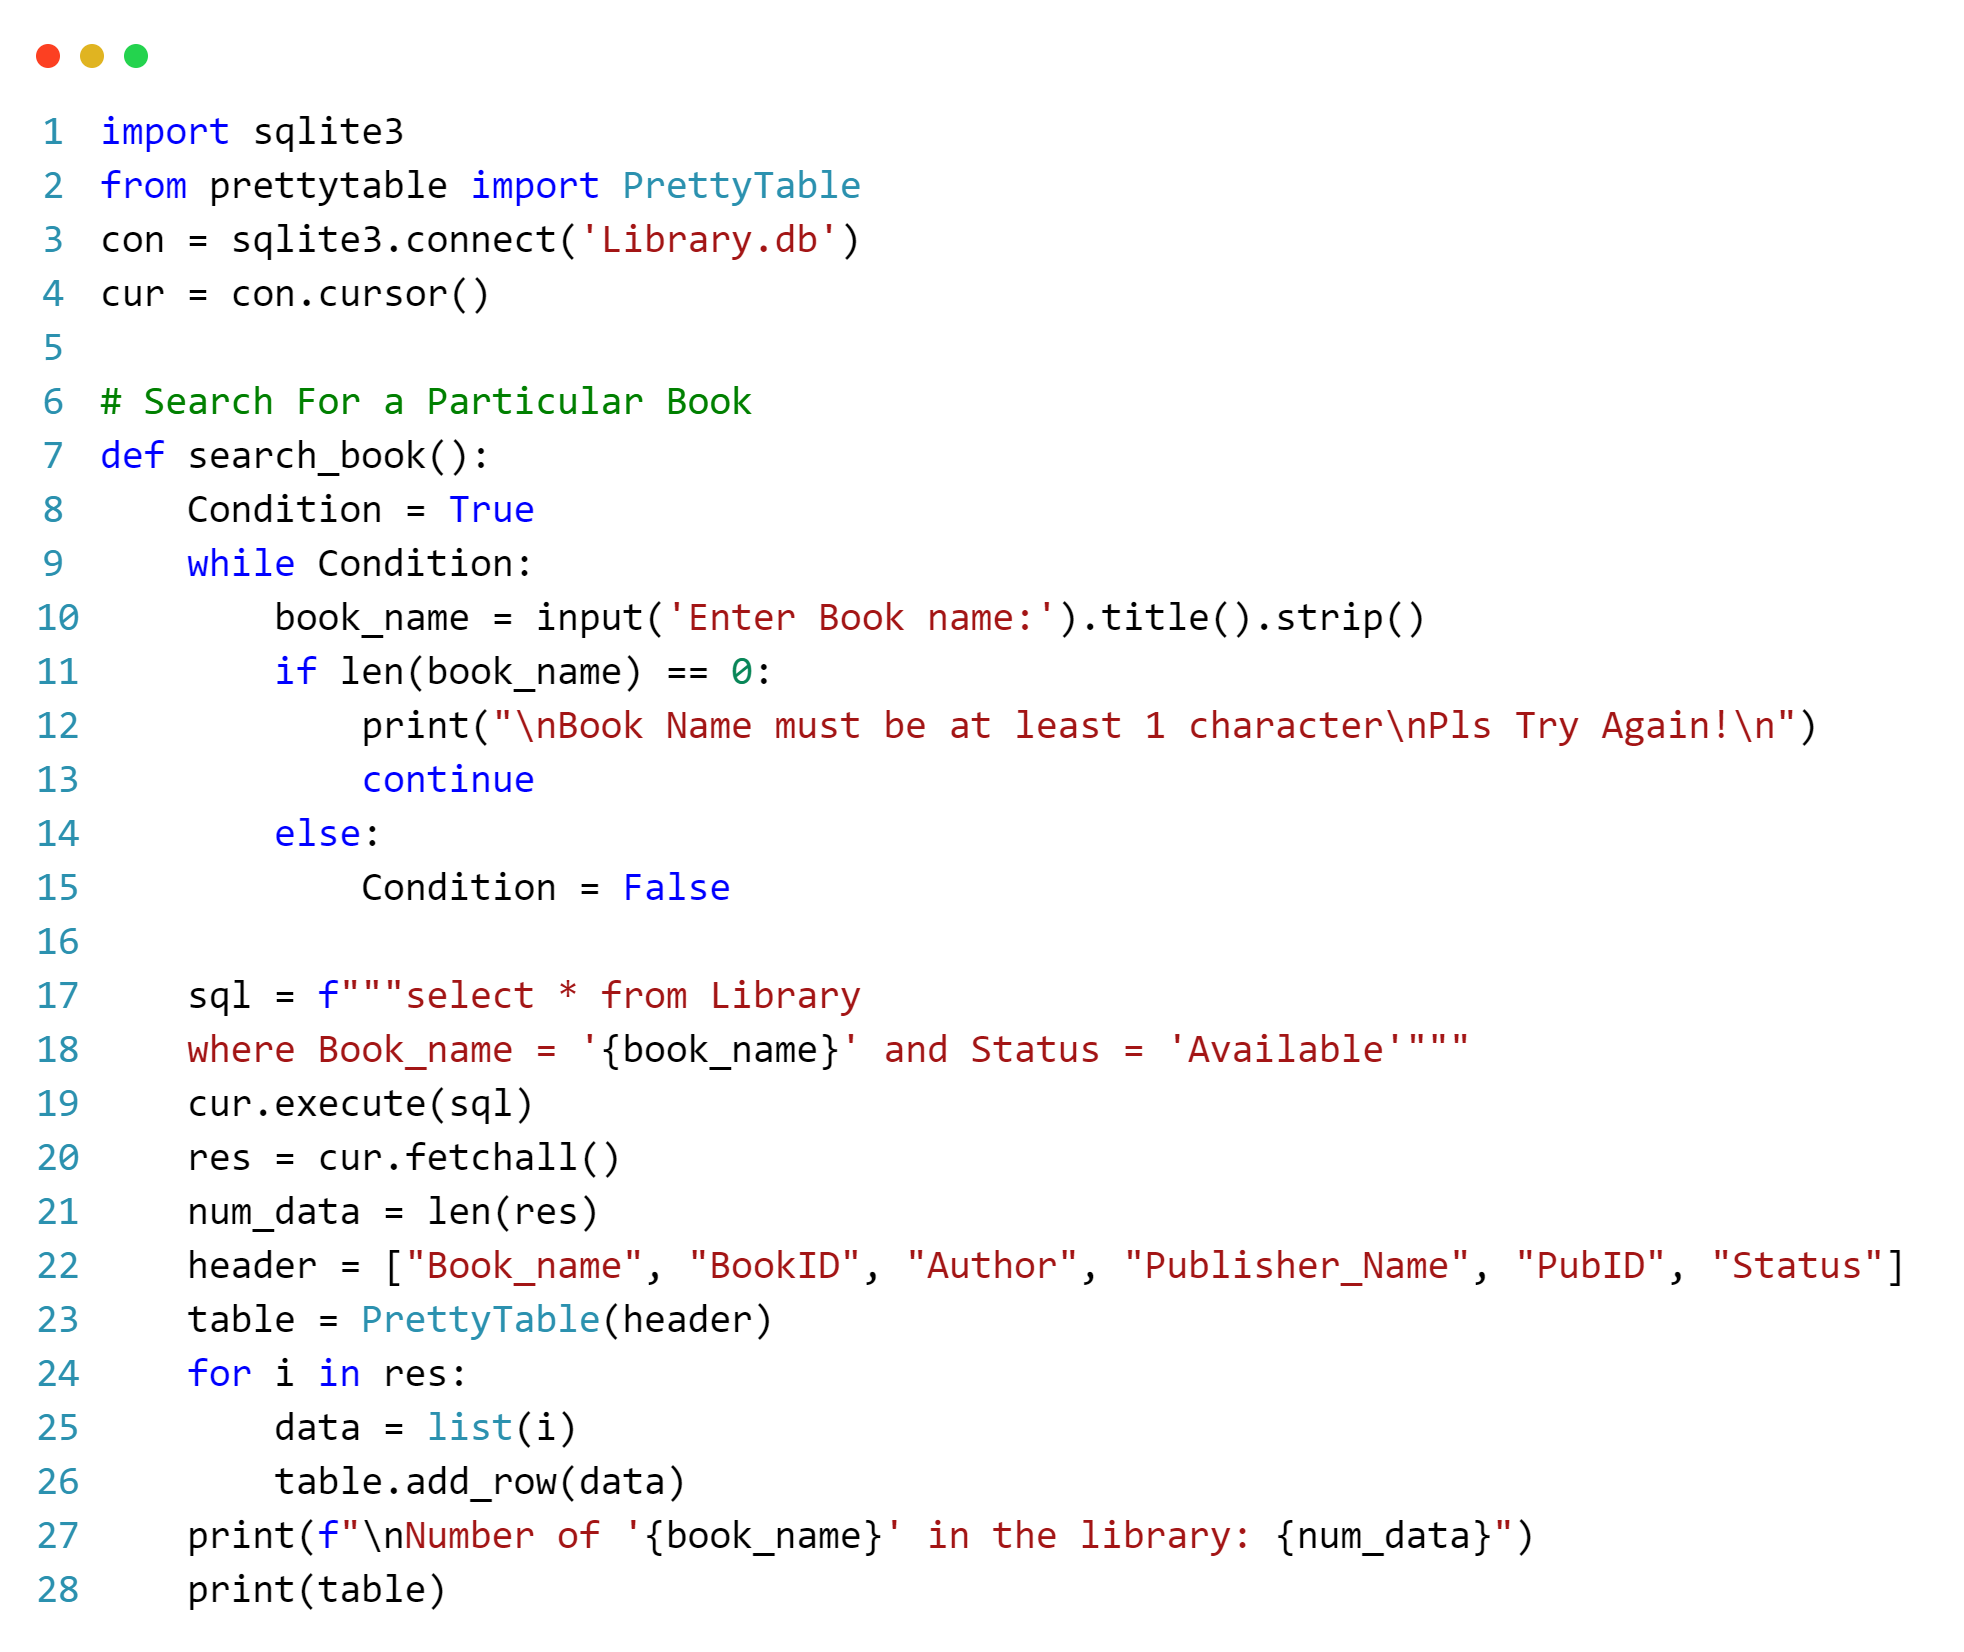 1 import sqlite3
2 from prettytable import PrettyTable
3 con = sqlite3.connect('Library.db')
4 cur = con.cursor()
5
6 # Search For a Particular Book
7 def search_book():
8     Condition = True
9     while Condition:
10         book_name = input('Enter Book name:').title().strip()
11         if len(book_name) == 0:
12             print("\nBook Name must be at least 1 character\nPls Try Again!\n")
13             continue
14         else:
15             Condition = False
16
17     sql = f"""select * from Library
18     where Book_name = '{book_name}' and Status = 'Available'"""
19     cur.execute(sql)
20     res = cur.fetchall()
21     num_data = len(res)
22     header = ["Book_name", "BookID", "Author", "Publisher_Name", "PubID", "Status"]
23     table = PrettyTable(header)
24     for i in res:
25         data = list(i)
26         table.add_row(data)
27     print(f"\nNumber of '{book_name}' in the library: {num_data}")
28     print(table)